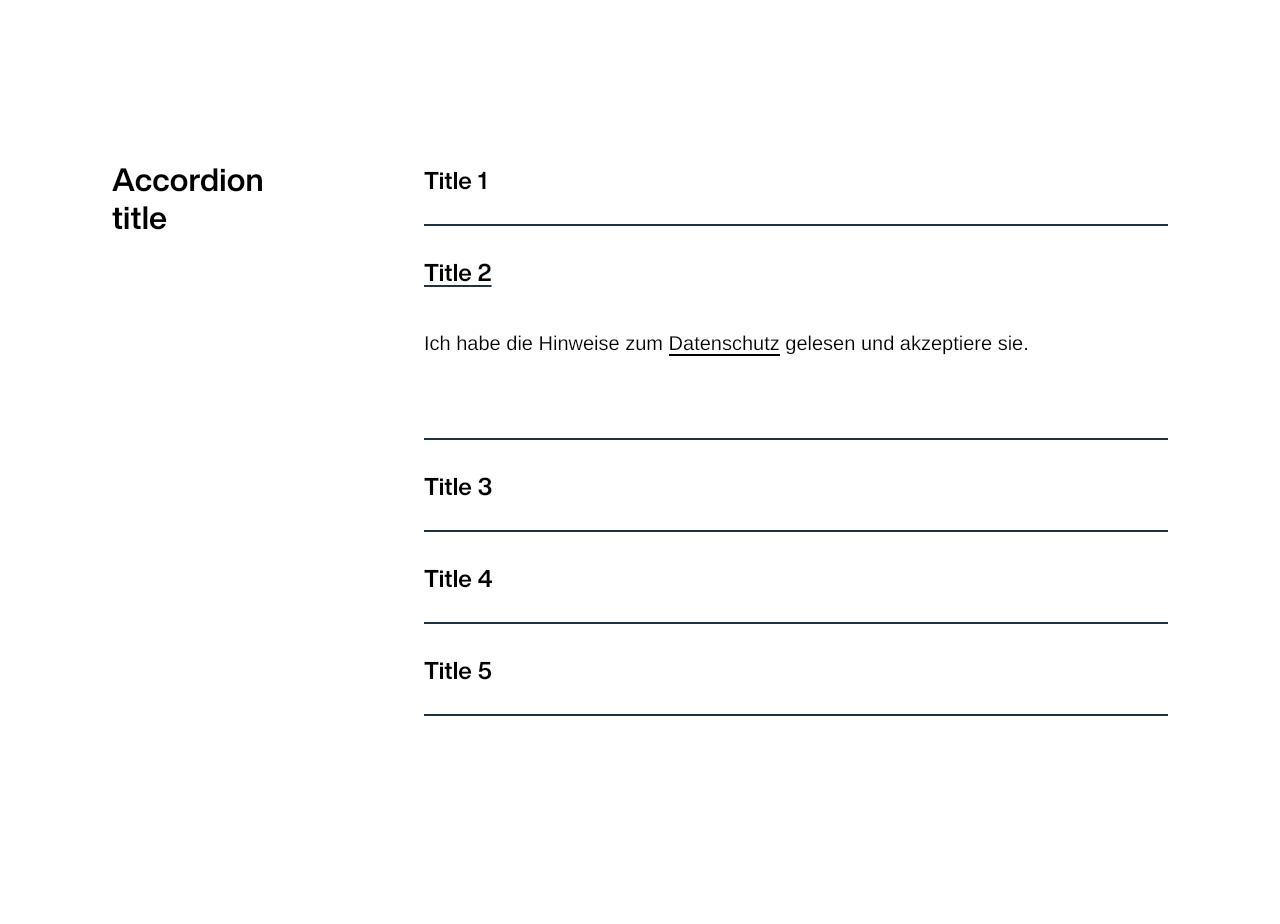 Accordion
title
Title 1
Title 2
Ich habe die Hinweise zum Datenschutz gelesen und akzeptiere sie.
Title 3
Title 4
Title 5